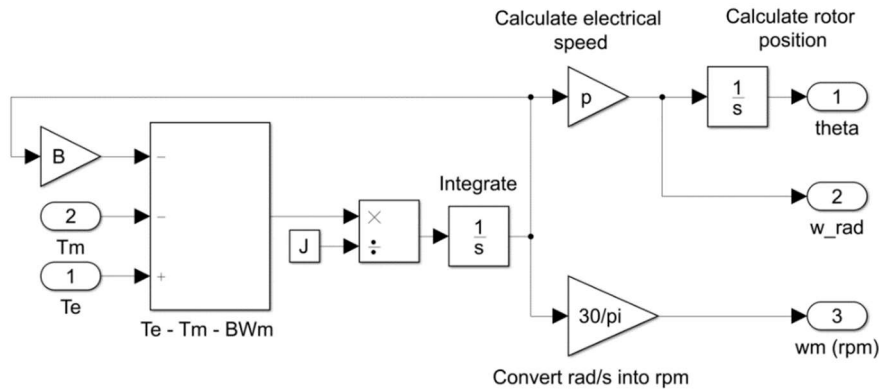 Calculate electrical
speed
Calculate rotor
position
p
1
s
1
theta
B
−
2
Tm
−
1
Te
+
Te - Tm - BWm
J
×
÷
Integrate
1
s
2
w_rad
30/pi
Convert rad/s into rpm
3
wm (rpm)